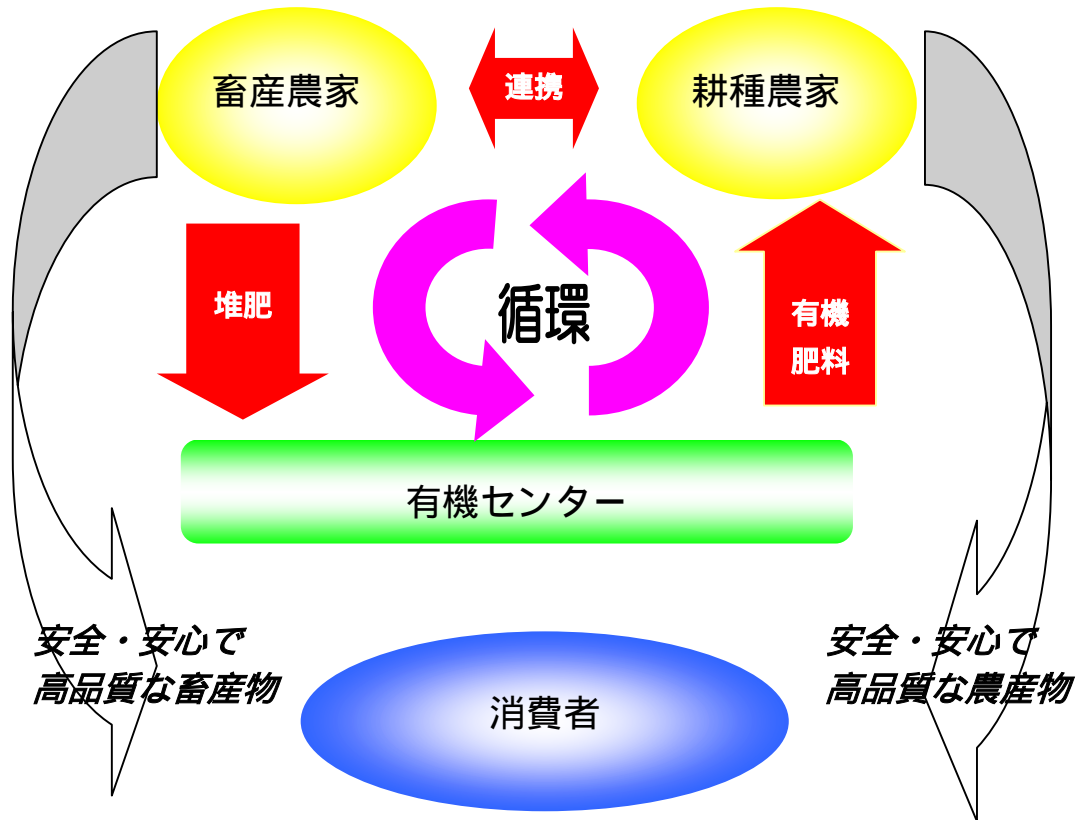 畜産農家
連携
耕種農家
堆肥
循環
有機
肥料
有機センター
安全・安心で
高品質な畜産物
消費者
安全・安心で
高品質な農産物